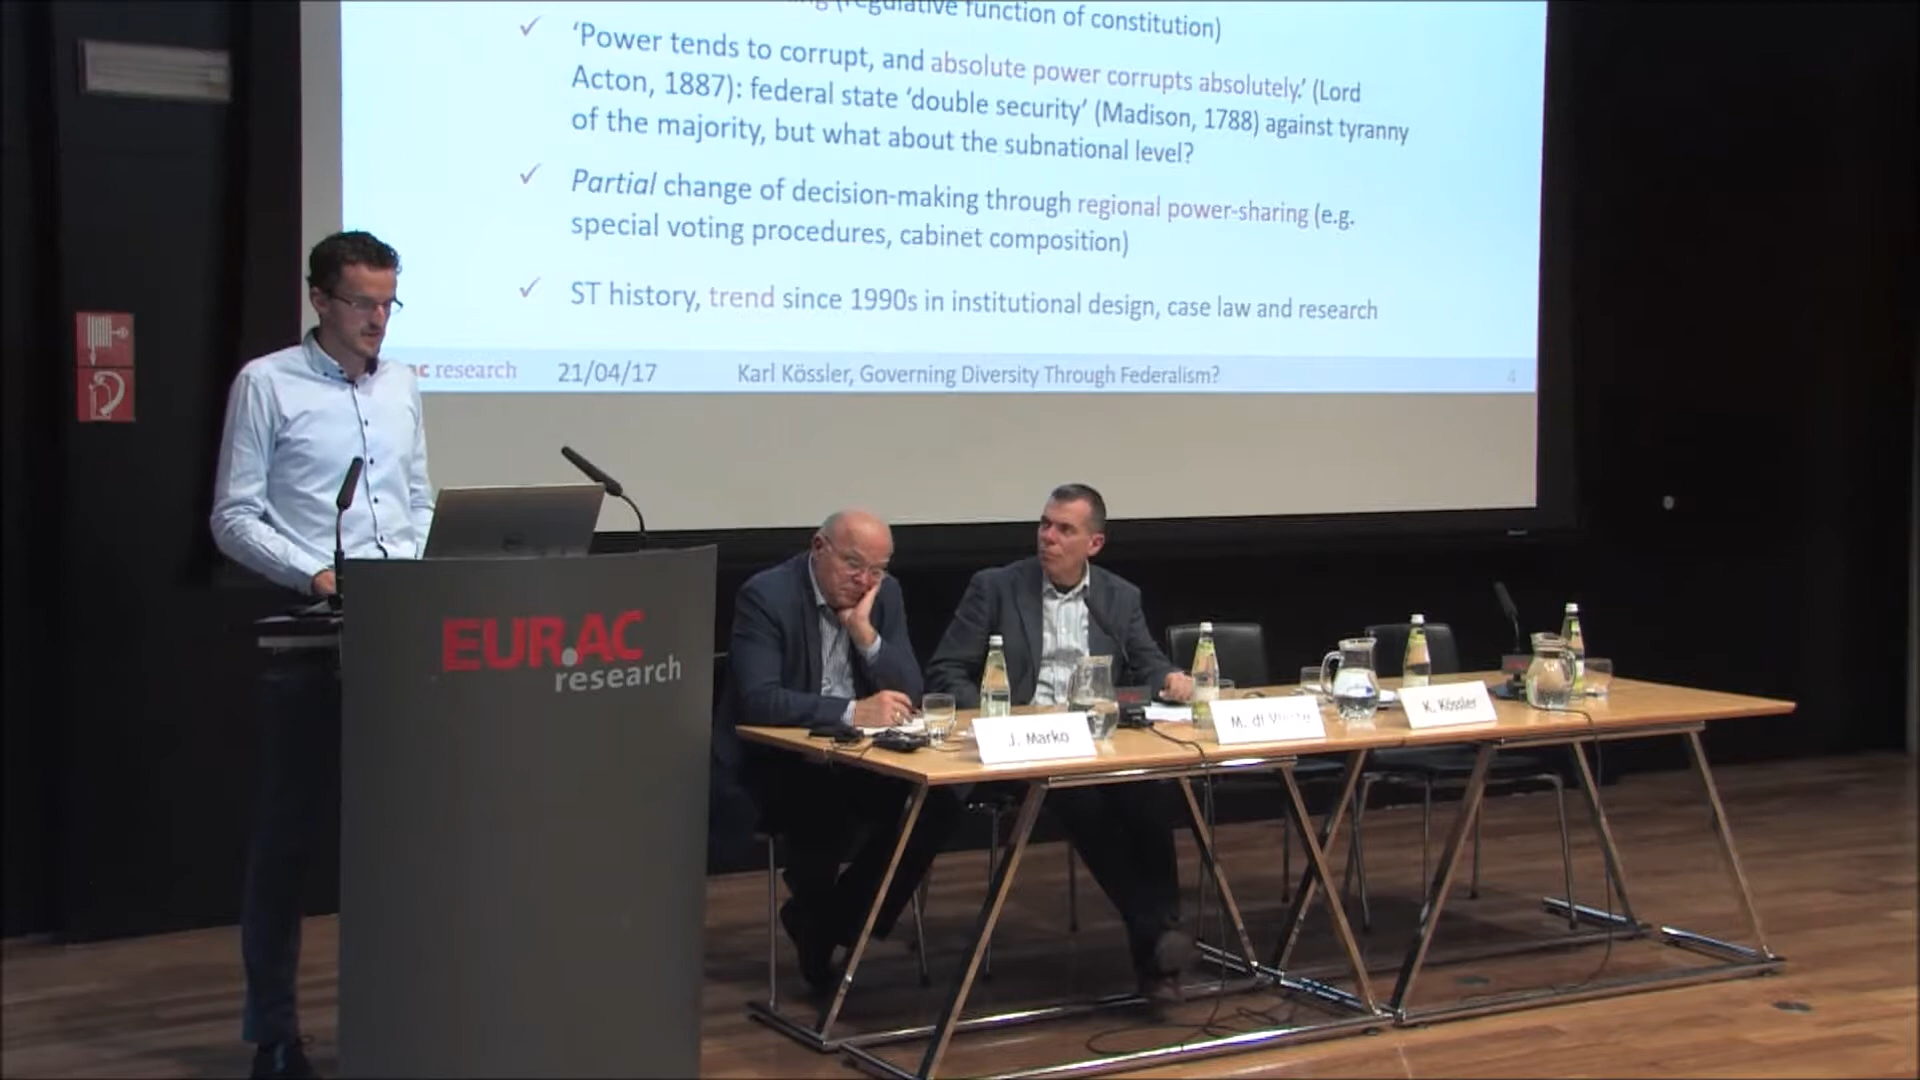 (regulative function of constitution)
✓ ‘Power tends to corrupt, and absolute power corrupts absolutely.’ (Lord
Acton, 1887): federal state ‘double security’ (Madison, 1788) against tyranny
of the majority, but what about the subnational level?
✓ Partial change of decision-making through regional power-sharing (e.g.
special voting procedures, cabinet composition)
✓ ST history, trend since 1990s in institutional design, case law and research
ac research 21/04/17 Karl Kössler, Governing Diversity Through Federalism? 4
EURAC
research
J. Marko
M. di
K. Kössler